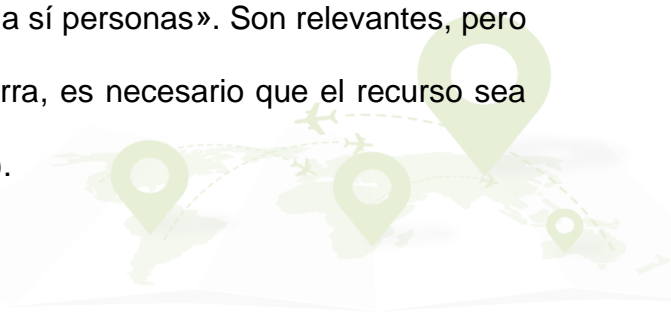 a sí personas». Son relevantes, pero
rra, es necesario que el recurso sea
.